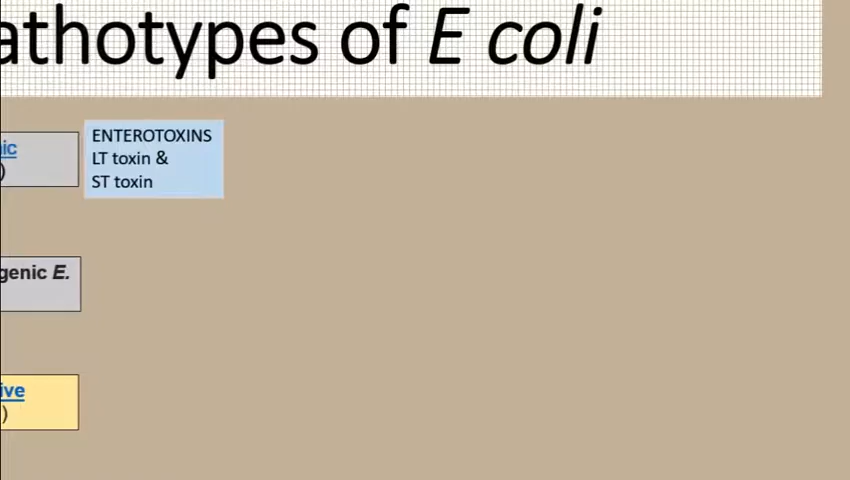 athotypes of E coli
ic
ENTEROTOXINS
LT toxin &
)
ST toxin
genic E.
ive
)